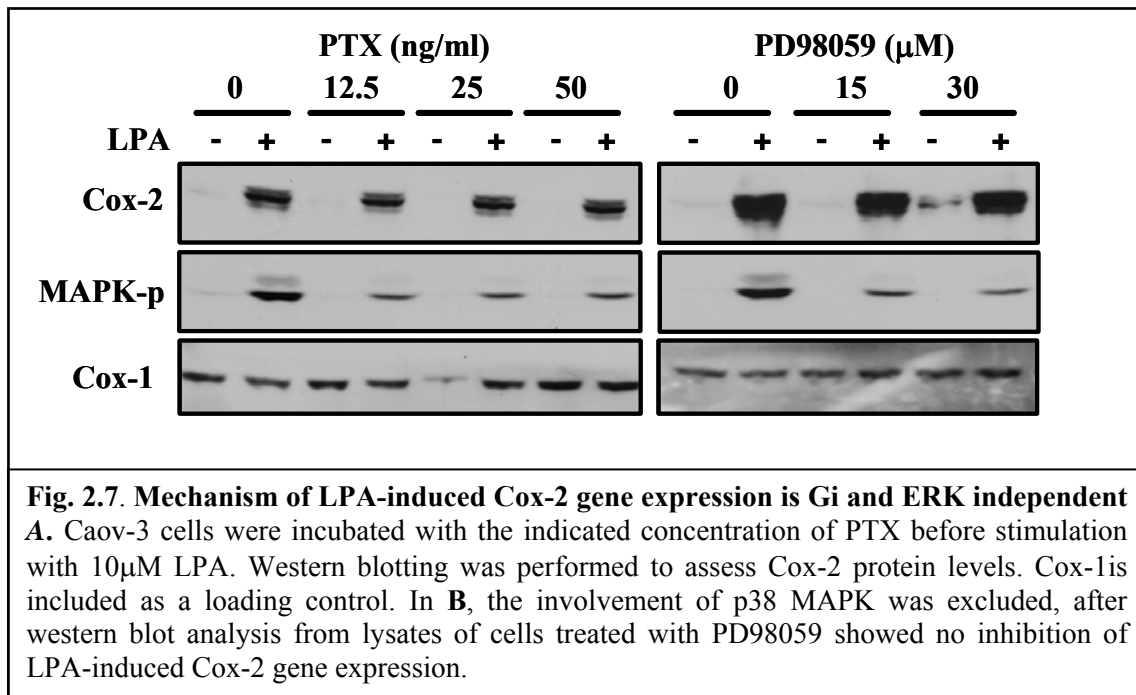 PTX (ng/ml) PD98059 (μM)
0 12.5 25 50 0 15 30
LPA - + - + - + - + - + - + - +
Cox-2
MAPK-p
Cox-1
Fig. 2.7. Mechanism of LPA-induced Cox-2 gene expression is Gi and ERK independent
A. Caov-3 cells were incubated with the indicated concentration of PTX before stimulation
with 10μM LPA. Western blotting was performed to assess Cox-2 protein levels. Cox-1is
included as a loading control. In B, the involvement of p38 MAPK was excluded, after
western blot analysis from lysates of cells treated with PD98059 showed no inhibition of
LPA-induced Cox-2 gene expression.